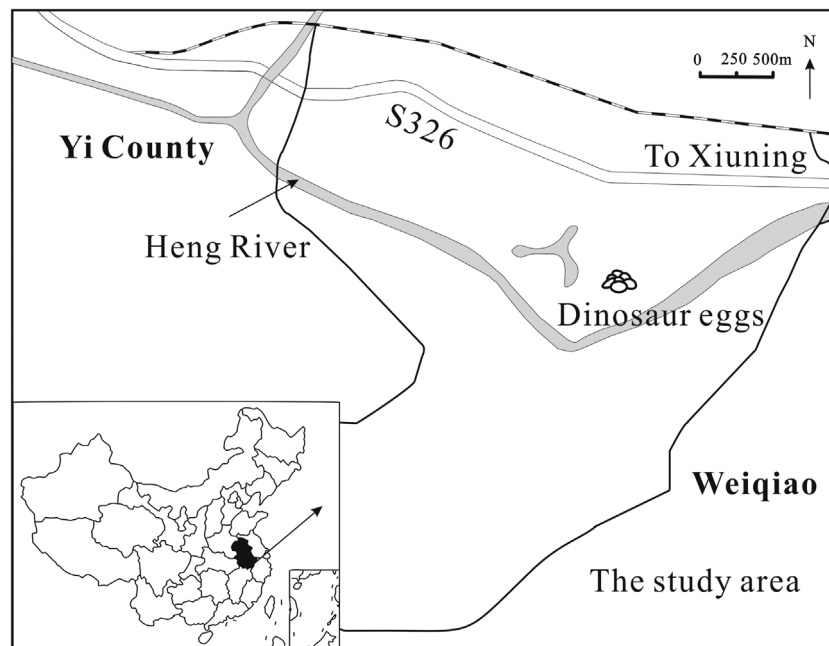 N
0 250 500m
S326
Yi County
To Xiuning
Heng River
Dinosaur eggs
Weiqiao
The study area